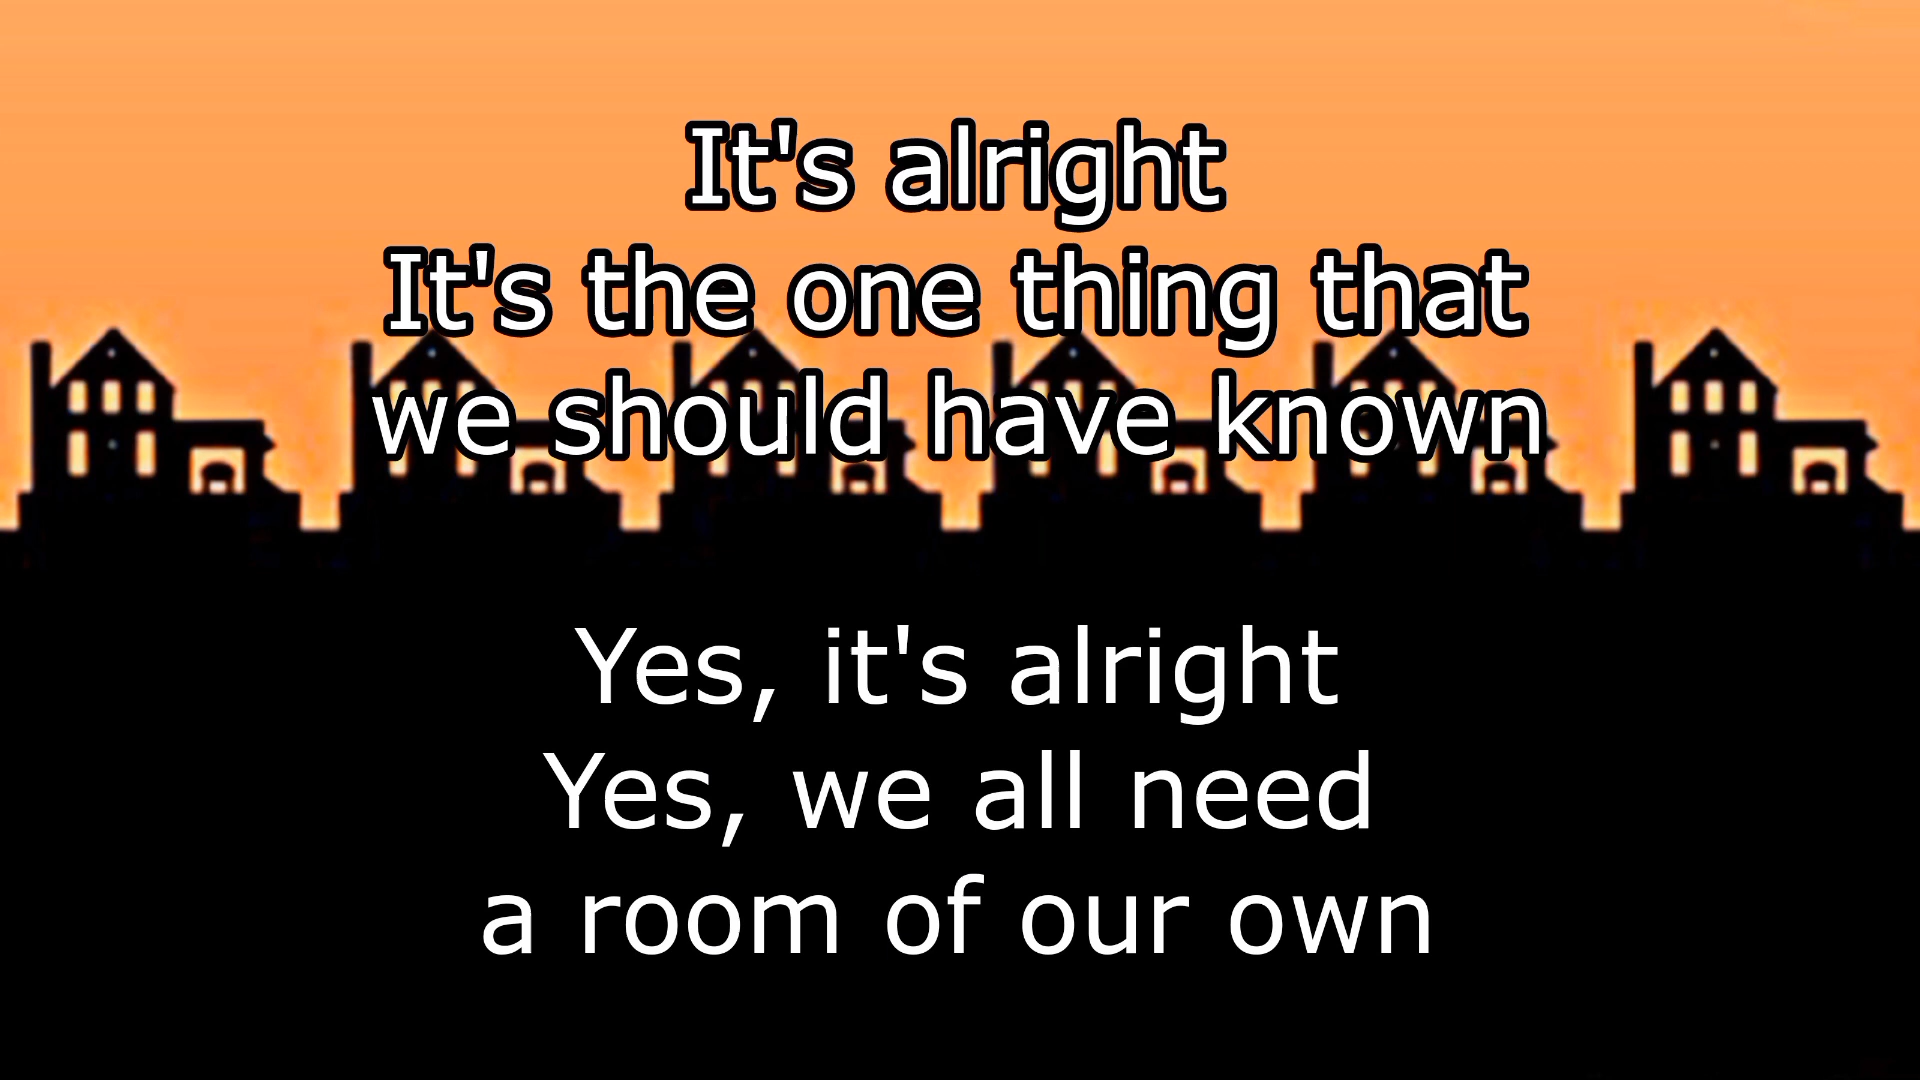 It's alright
It's the one thing that
we should have known
Yes, it's alright
Yes, we all need
a room of our own